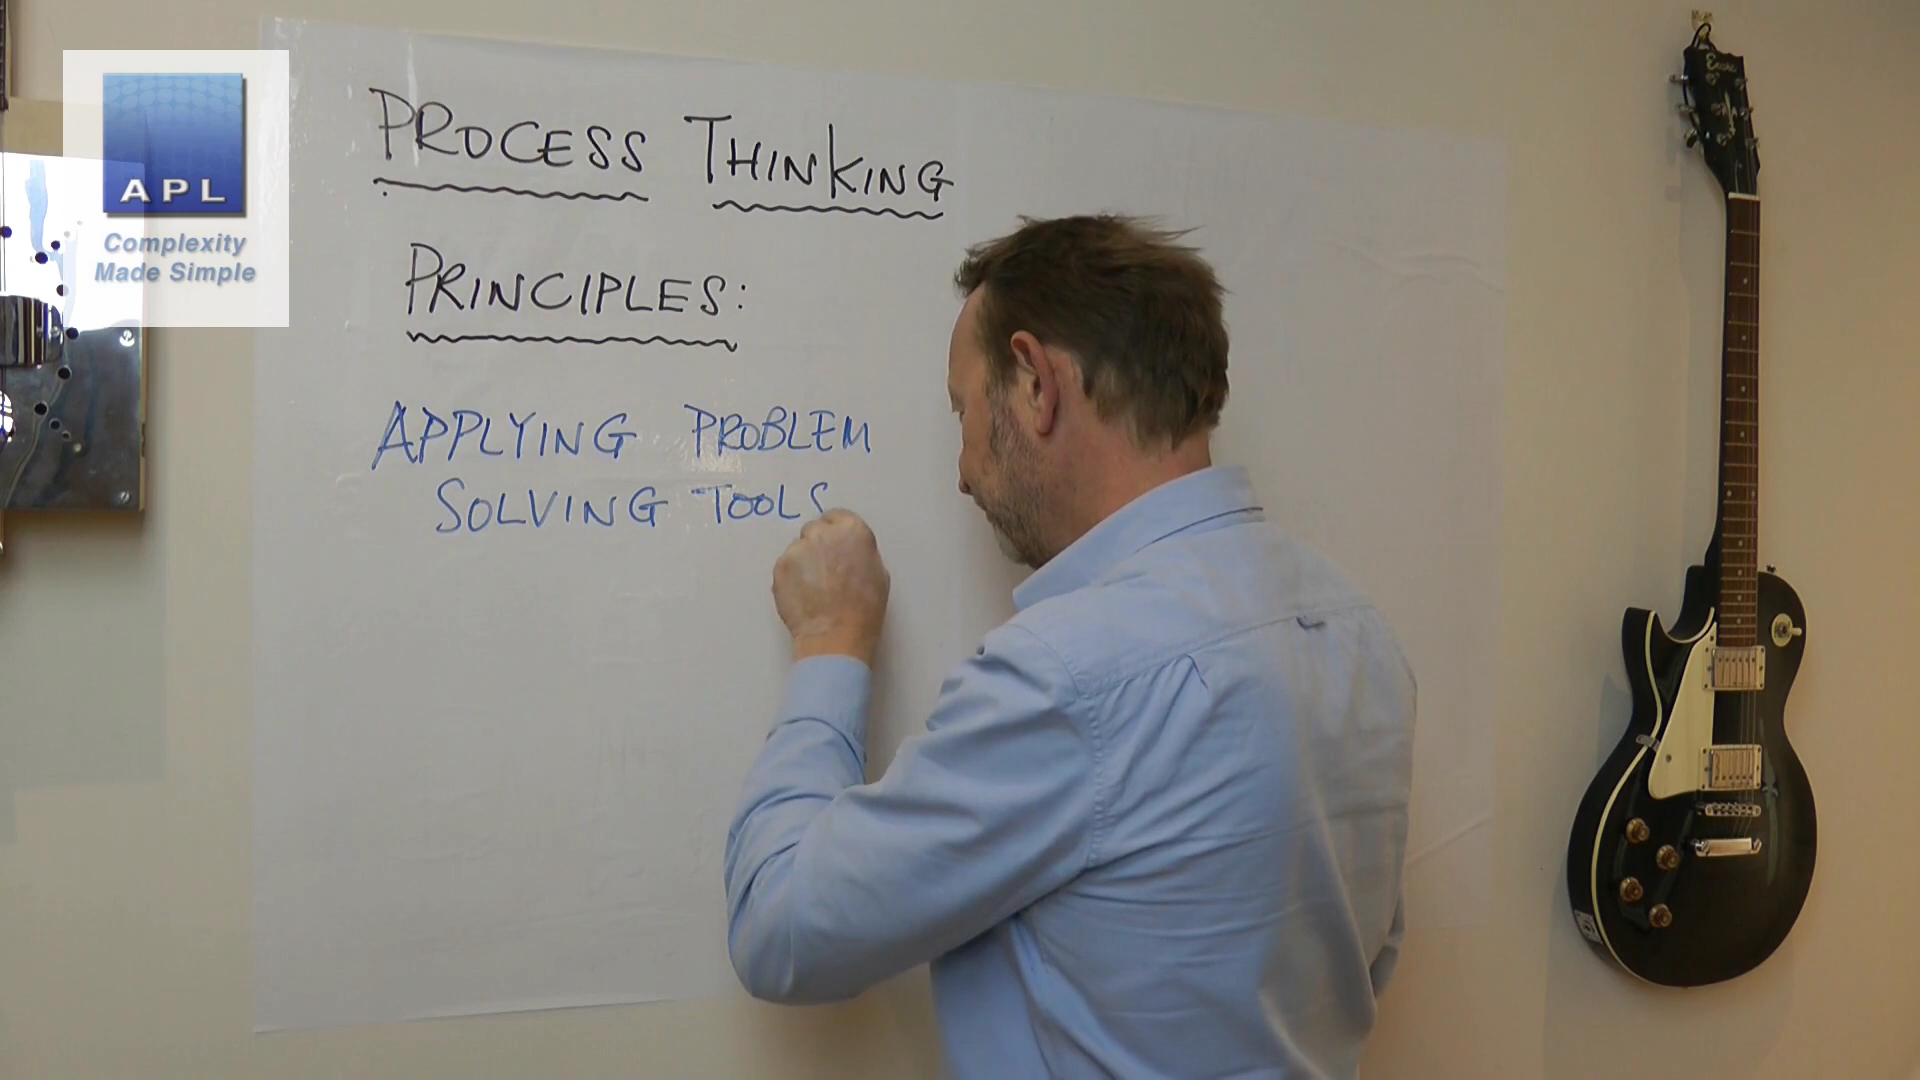 APL
Complexity
Made Simple
PROCESS THINKING
PRINCIPLES:
APPLYING PROBLEM
SOLVING TOOLS